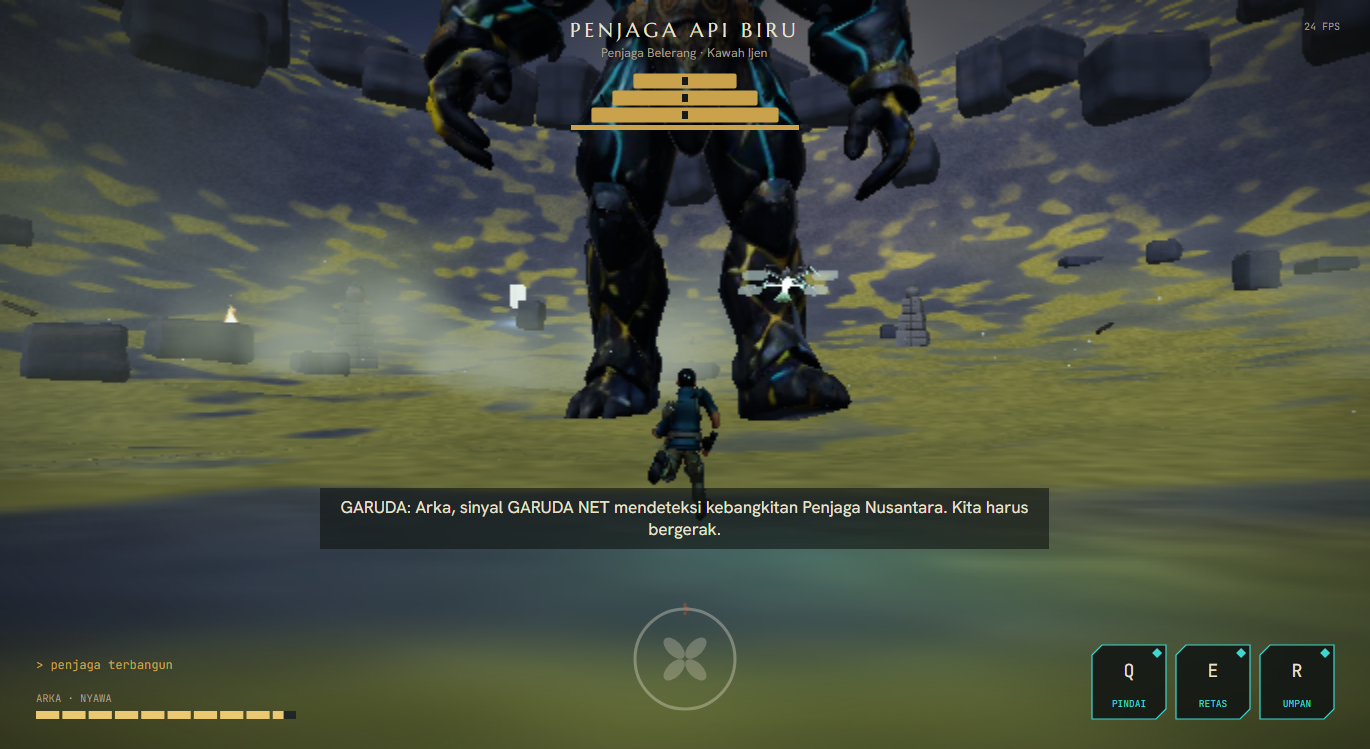 PENJAGA API BIRU
Penjaga Belerang · Kawah Ijen
24 FPS
GARUDA: Arka, sinyal GARUDA NET mendeteksi kebangkitan Penjaga Nusantara. Kita harus
bergerak.
> penjaga terbangun
ARKA · NYAWA
Q
PINDAI
E
RETAS
R
UMPAN